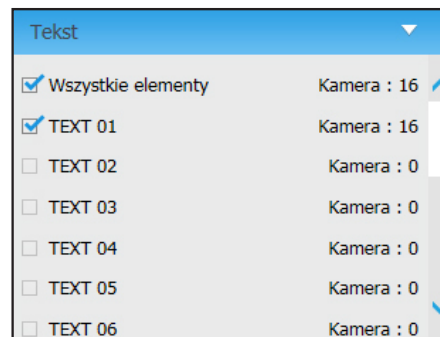 Tekst
Wszystkie elementy Kamera : 16
TEXT 01 Kamera : 16
TEXT 02 Kamera : 0
TEXT 03 Kamera : 0
TEXT 04 Kamera : 0
TEXT 05 Kamera : 0
TEXT 06 Kamera : 0